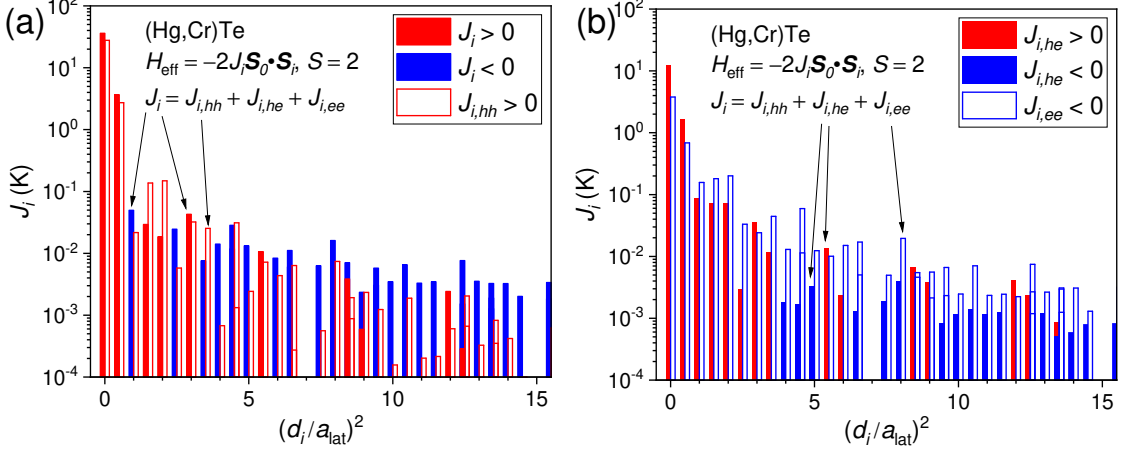 (a)
(Hg,Cr)Te
H_eff = −2J_i S_0•S_i, S = 2
J_i = J_i,hh + J_i,he + J_i,ee
J_i > 0
J_i < 0
J_i,hh > 0
10^2
10^1
10^0
10^-1
10^-2
10^-3
10^-4
J_i (K)
0
5
10
15
(d_i/a_lat)^2
(b)
(Hg,Cr)Te
H_eff = −2J_i S_0•S_i, S = 2
J_i = J_i,hh + J_i,he + J_i,ee
J_i,he > 0
J_i,he < 0
J_i,ee < 0
10^2
10^1
10^0
10^-1
10^-2
10^-3
10^-4
J_i (K)
0
5
10
15
(d_i/a_lat)^2